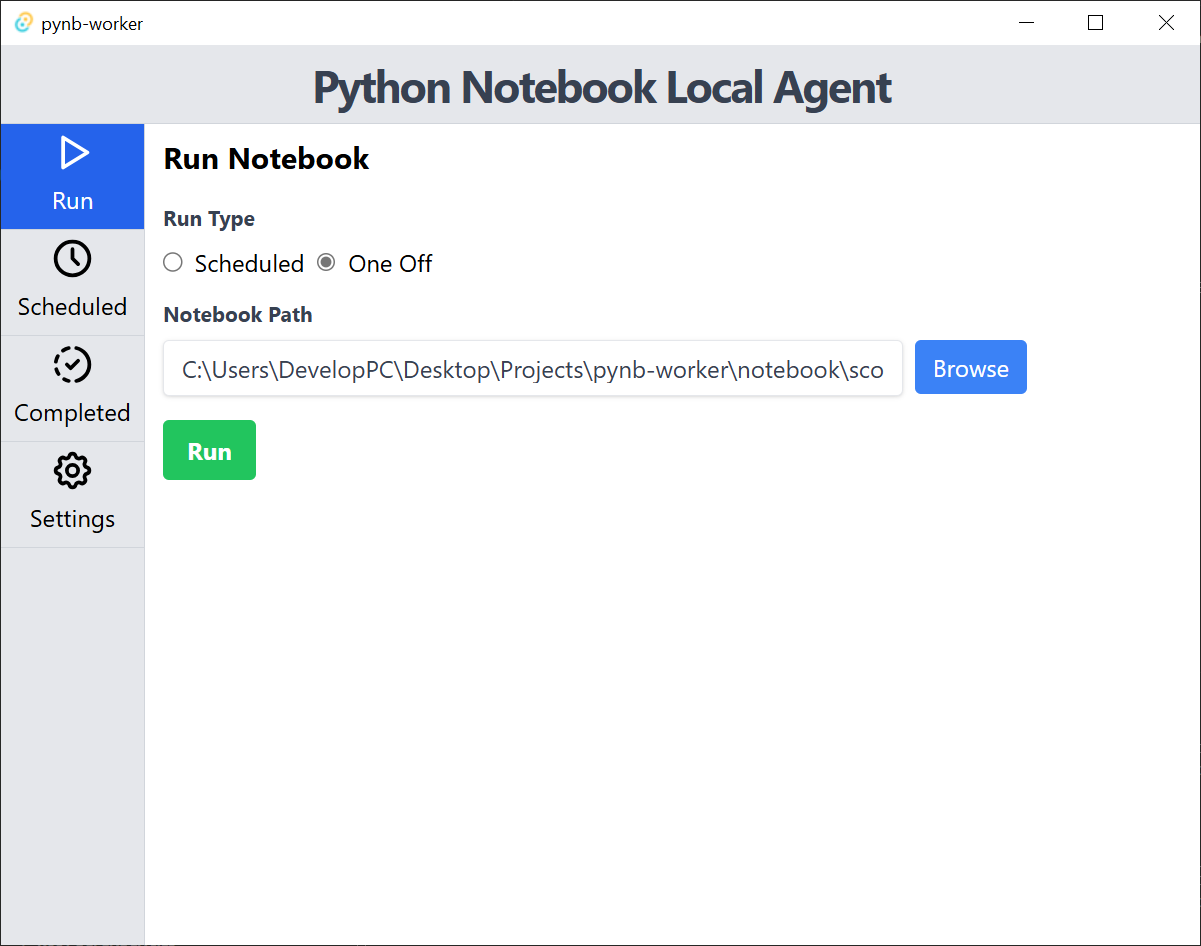 pynb-worker
Python Notebook Local Agent
Run
Scheduled
Completed
Settings
Run Notebook
Run Type
Scheduled One Off
Notebook Path
C:\Users\DevelopPC\Desktop\Projects\pynb-worker\notebook\sco
Browse
Run